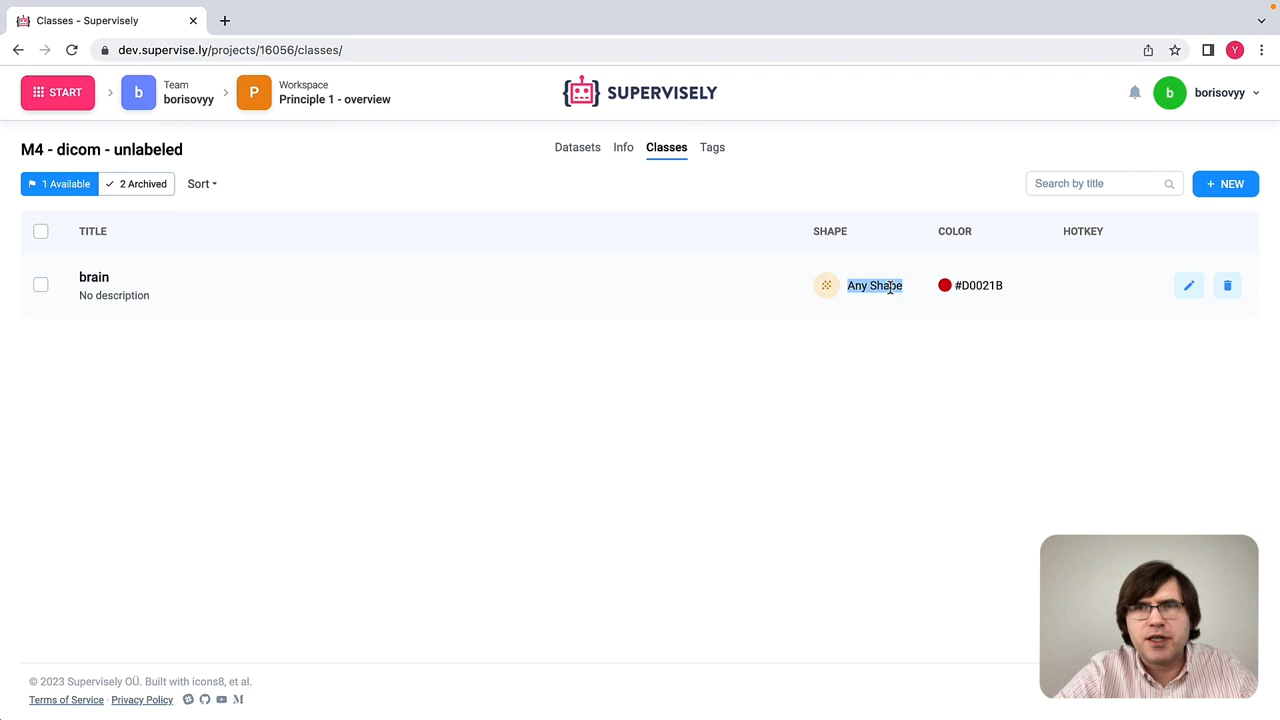 Classes - Supervisely
dev.supervise.ly/projects/16056/classes/
Y
START
b
Team
borisovyy
P
Workspace
Principle 1 - overview
SUPERVISELY
b
borisovyy
M4 - dicom - unlabeled
Datasets
Info
Classes
Tags
1 Available
2 Archived
Sort
Search by title
+ NEW
TITLE
SHAPE
COLOR
HOTKEY
brain
No description
Any Shape
#D0021B
© 2023 Supervisely OÜ. Built with icons8, et al.
Terms of Service · Privacy Policy